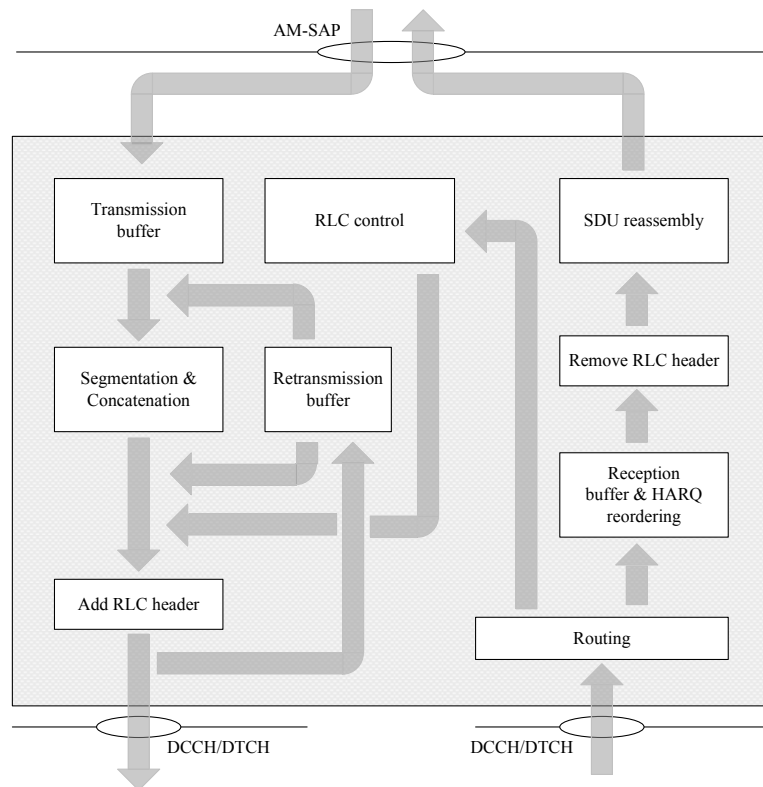 AM-SAP
Transmission
buffer
RLC control
SDU reassembly
Segmentation &
Concatenation
Retransmission
buffer
Remove RLC header
Reception
buffer & HARQ
reordering
Add RLC header
Routing
DCCH/DTCH
DCCH/DTCH